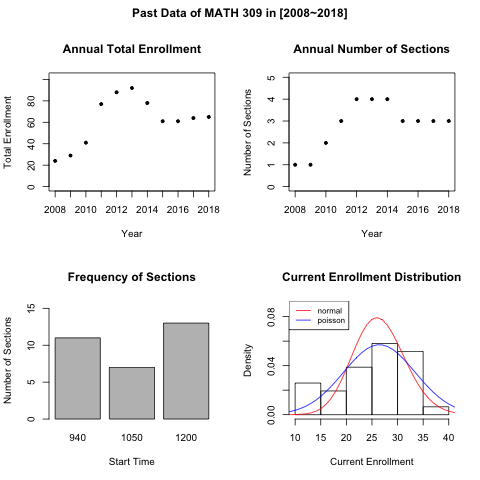 Past Data of MATH 309 in [2008~2018]
Annual Total Enrollment
Total Enrollment
0 20 40 60 80
2008 2010 2012 2014 2016 2018
Year
Annual Number of Sections
Number of Sections
0 1 2 3 4 5
2008 2010 2012 2014 2016 2018
Year
Frequency of Sections
Number of Sections
0 5 10 15
940 1050 1200
Start Time
Current Enrollment Distribution
normal
poisson
Density
0.00 0.04 0.08
10 15 20 25 30 35 40
Current Enrollment